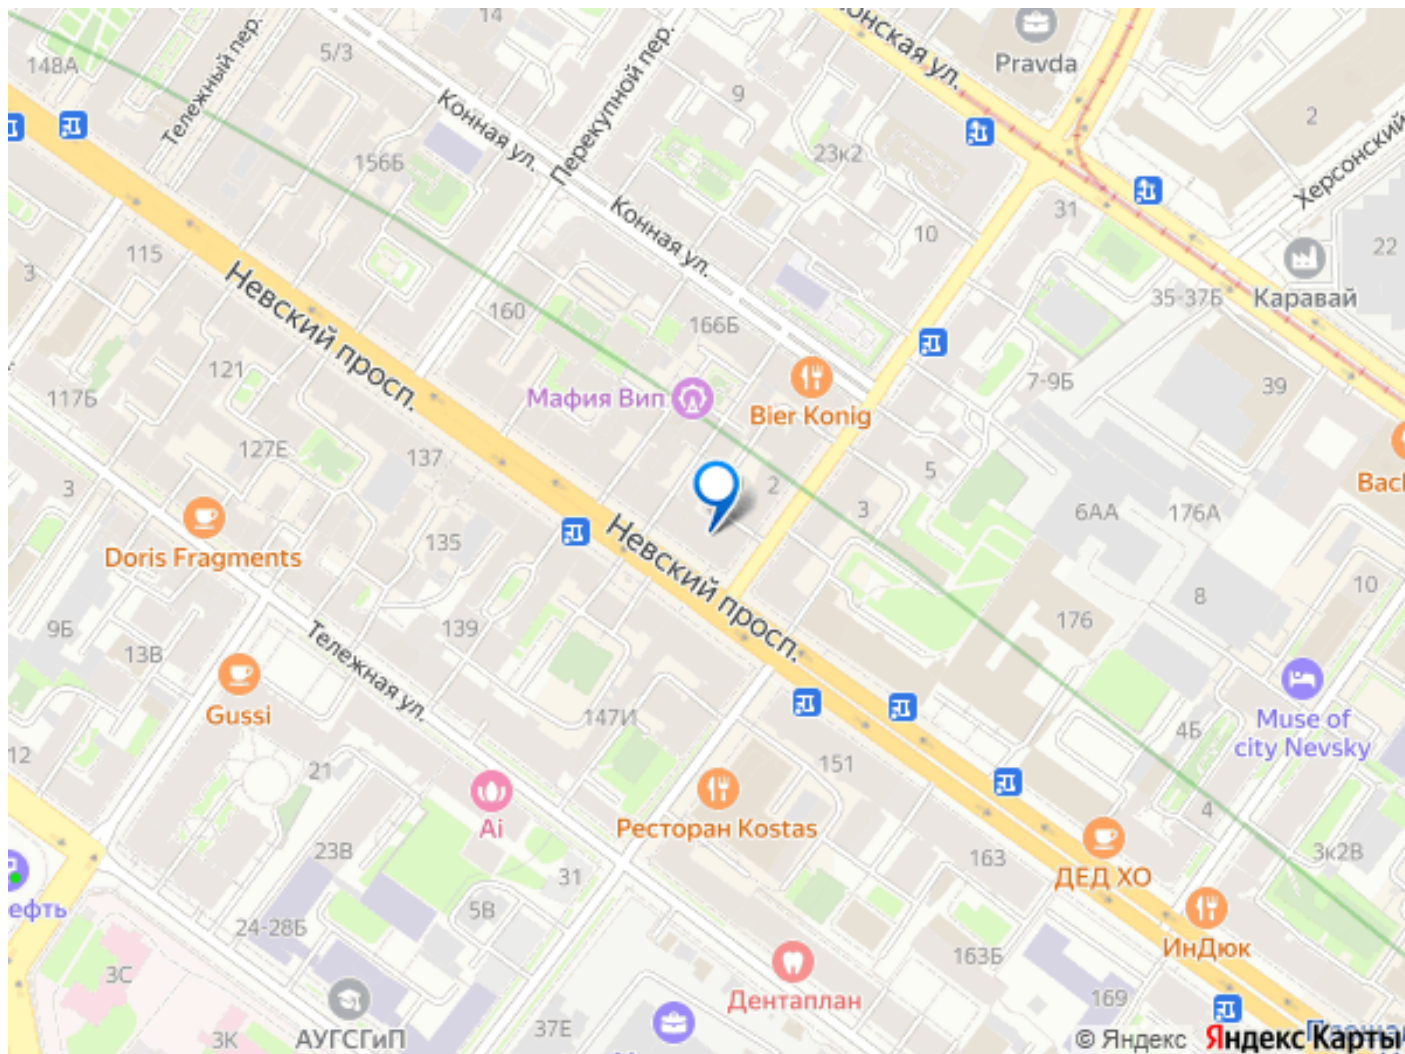 14
онская ул.
Pravda
5/3
148А
Тележный пер.
Перекупной пер.
9
2
Конная ул.
156Б
23к2
Херсонский
Конная ул.
31
10
22
115
3
Невский просп.
35-37Б
Каравай
160
166Б
121
7-9Б
39
117Б
Мафия Вип
Bier Konig
127Е
137
5
Bac
3
2
3
6АА
176А
Невский просп.
Doris Fragments
135
10
8
176
9Б
13В
139
Тележная ул.
Gussi
147И
4Б
Muse of
city Nevsky
12
21
151
4
Ai
Ресторан Kostas
23В
163
3к2В
ДЕД ХО
31
ефть
5В
24-28Б
ИнДюк
163Б
3С
Дентаплан
169
37Е
3К
АУГСГиП
© Яндекс Яндекс Карты